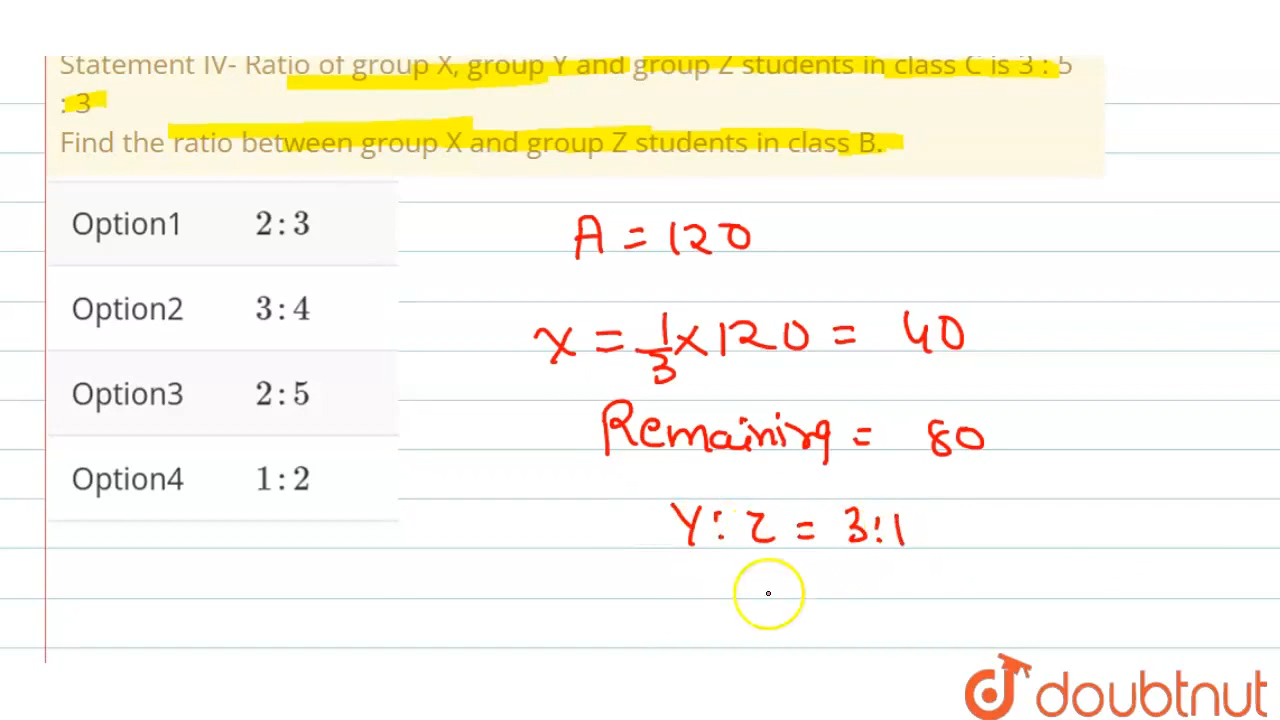 Statement IV- Ratio of group X, group Y and group Z students in class C is 3 : 5
: 3
Find the ratio between group X and group Z students in class B.
Option1 2 : 3
Option2 3 : 4
Option3 2 : 5
Option4 1 : 2
A = 120
x = 1/3 x 120 = 40
Remaining = 80
Y : Z = 3 : 1
doubtnut